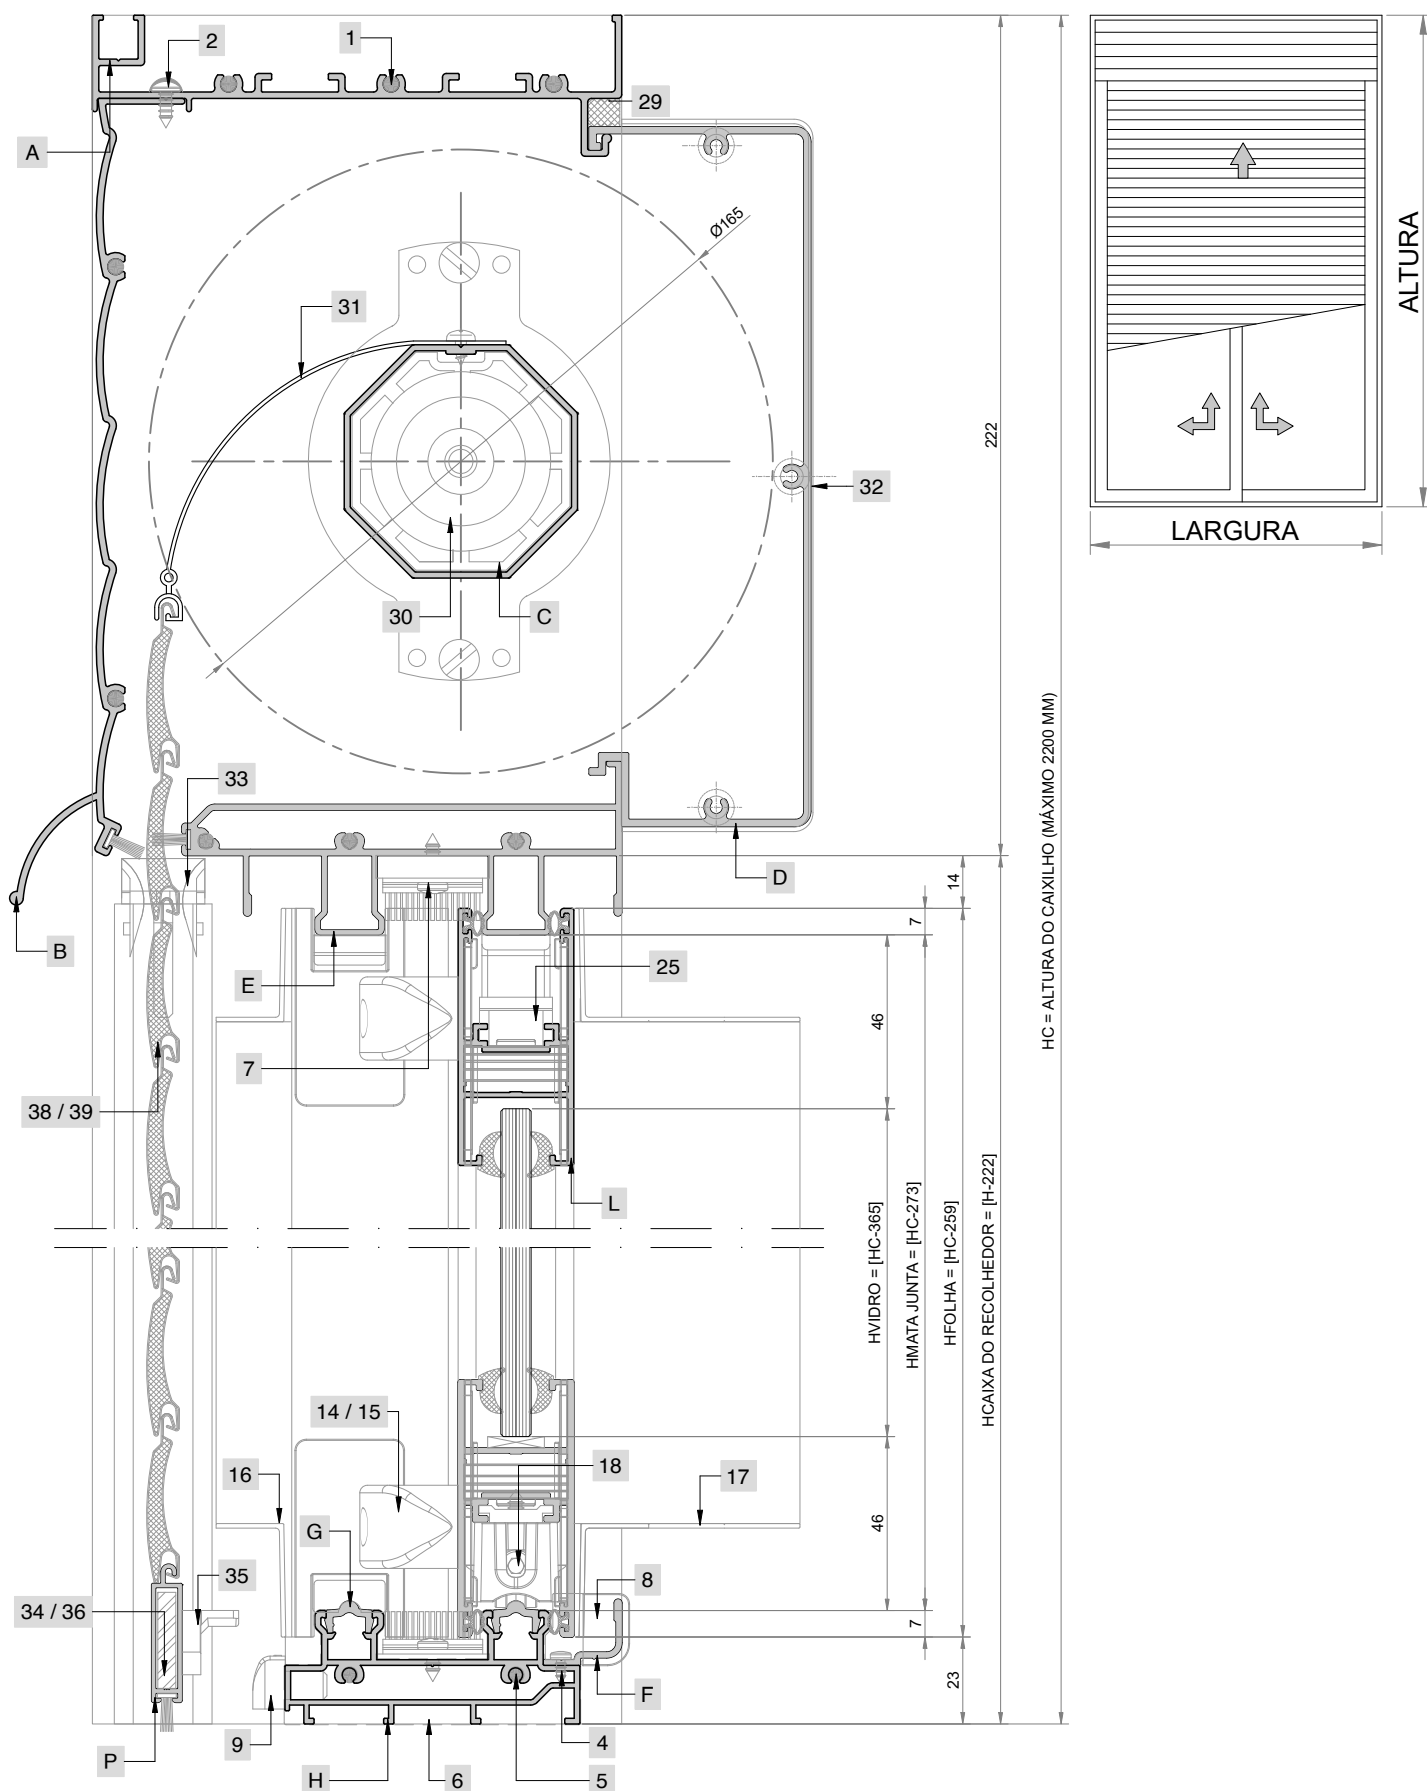 2
1
29
A
Ø165
31
32
30
C
33
D
B
E
25
7
38 / 39
L
14 / 15
18
16
17
G
35
8
34 / 36
F
9
4
P
H
6
5
222
14
7
46
46
7
23
HVIDRO = [HC-365]
HMATA JUNTA = [HC-273]
HFOLHA = [HC-259]
HCAIXA DO RECOLHEDOR = [H-222]
HC = ALTURA DO CAIXILHO (MÁXIMO 2200 MM)
ALTURA
LARGURA